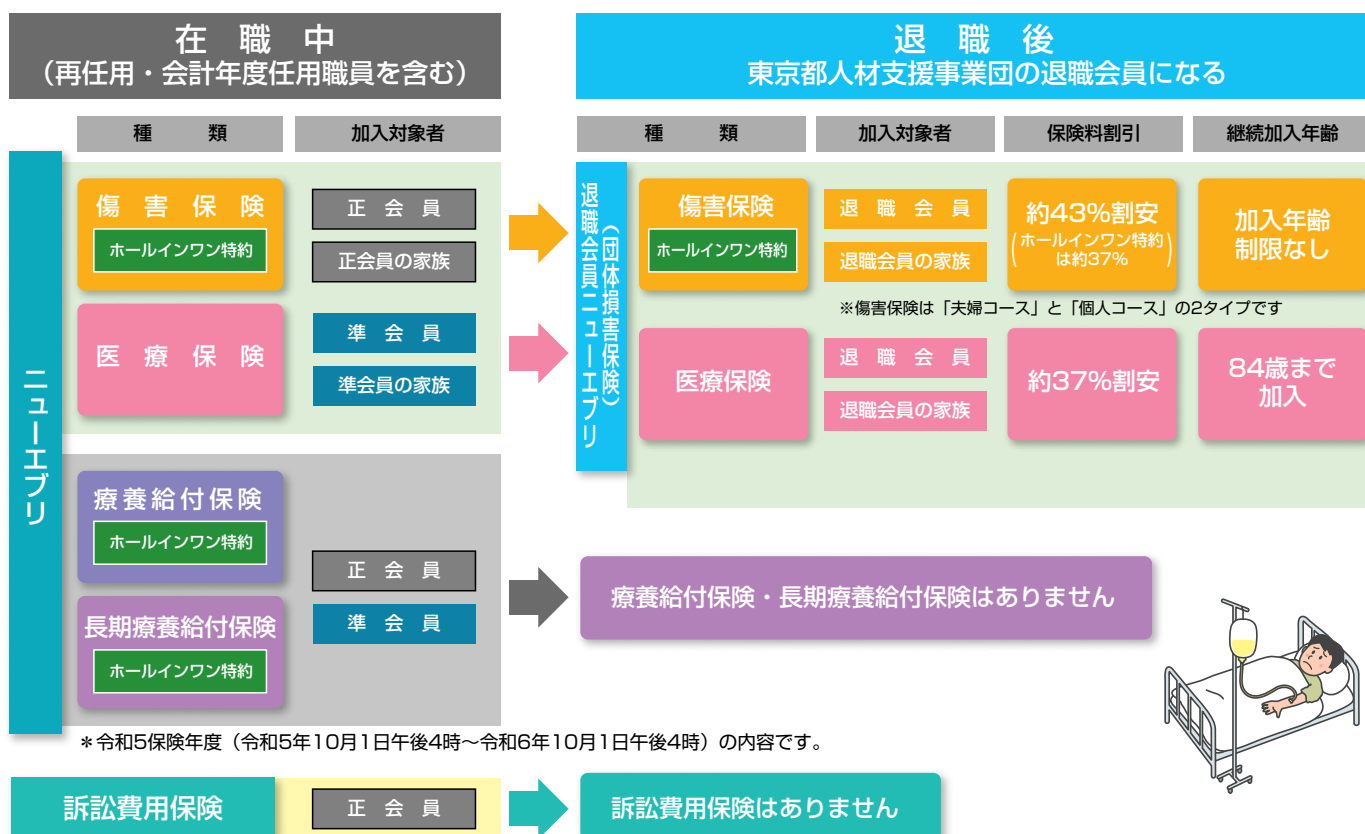 在職中
（再任用・会計年度任用職員を含む）
種類
加入対象者
ニューエブリ
傷害保険
ホールインワン特約
正会員
正会員の家族
医療保険
準会員
準会員の家族
療養給付保険
ホールインワン特約
長期療養給付保険
ホールインワン特約
正会員
準会員
退職後
東京都人材支援事業団の退職会員になる
種類
加入対象者
保険料割引
継続加入年齢
退職会員ニューエブリ
（団体損害保険）
傷害保険
ホールインワン特約
退職会員
退職会員の家族
約43%割安
（ホールインワン特約
は約37%）
加入年齢
制限なし
※傷害保険は「夫婦コース」と「個人コース」の2タイプです
医療保険
退職会員
退職会員の家族
約37%割安
84歳まで
加入
療養給付保険・長期療養給付保険はありません
＊令和5保険年度（令和5年10月1日午後4時～令和6年10月1日午後4時）の内容です。
訴訟費用保険
正会員
訴訟費用保険はありません